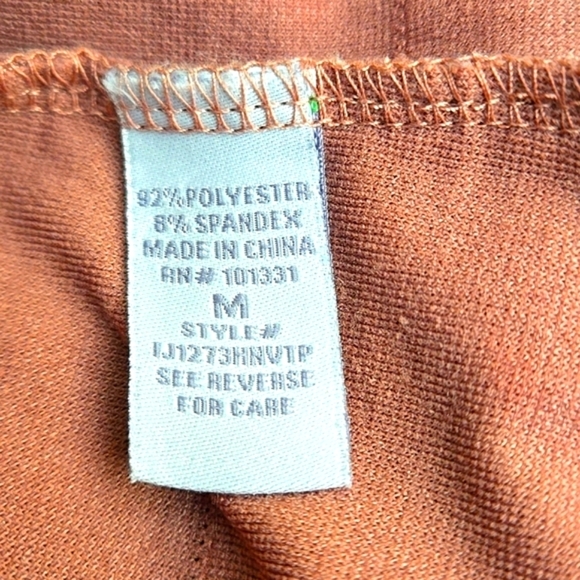 92% POLYESTER
8% SPANDEX
MADE IN CHINA
RN# 101331
M
STYLE#
IJ1273HNVTP
SEE REVERSE
FOR CARE